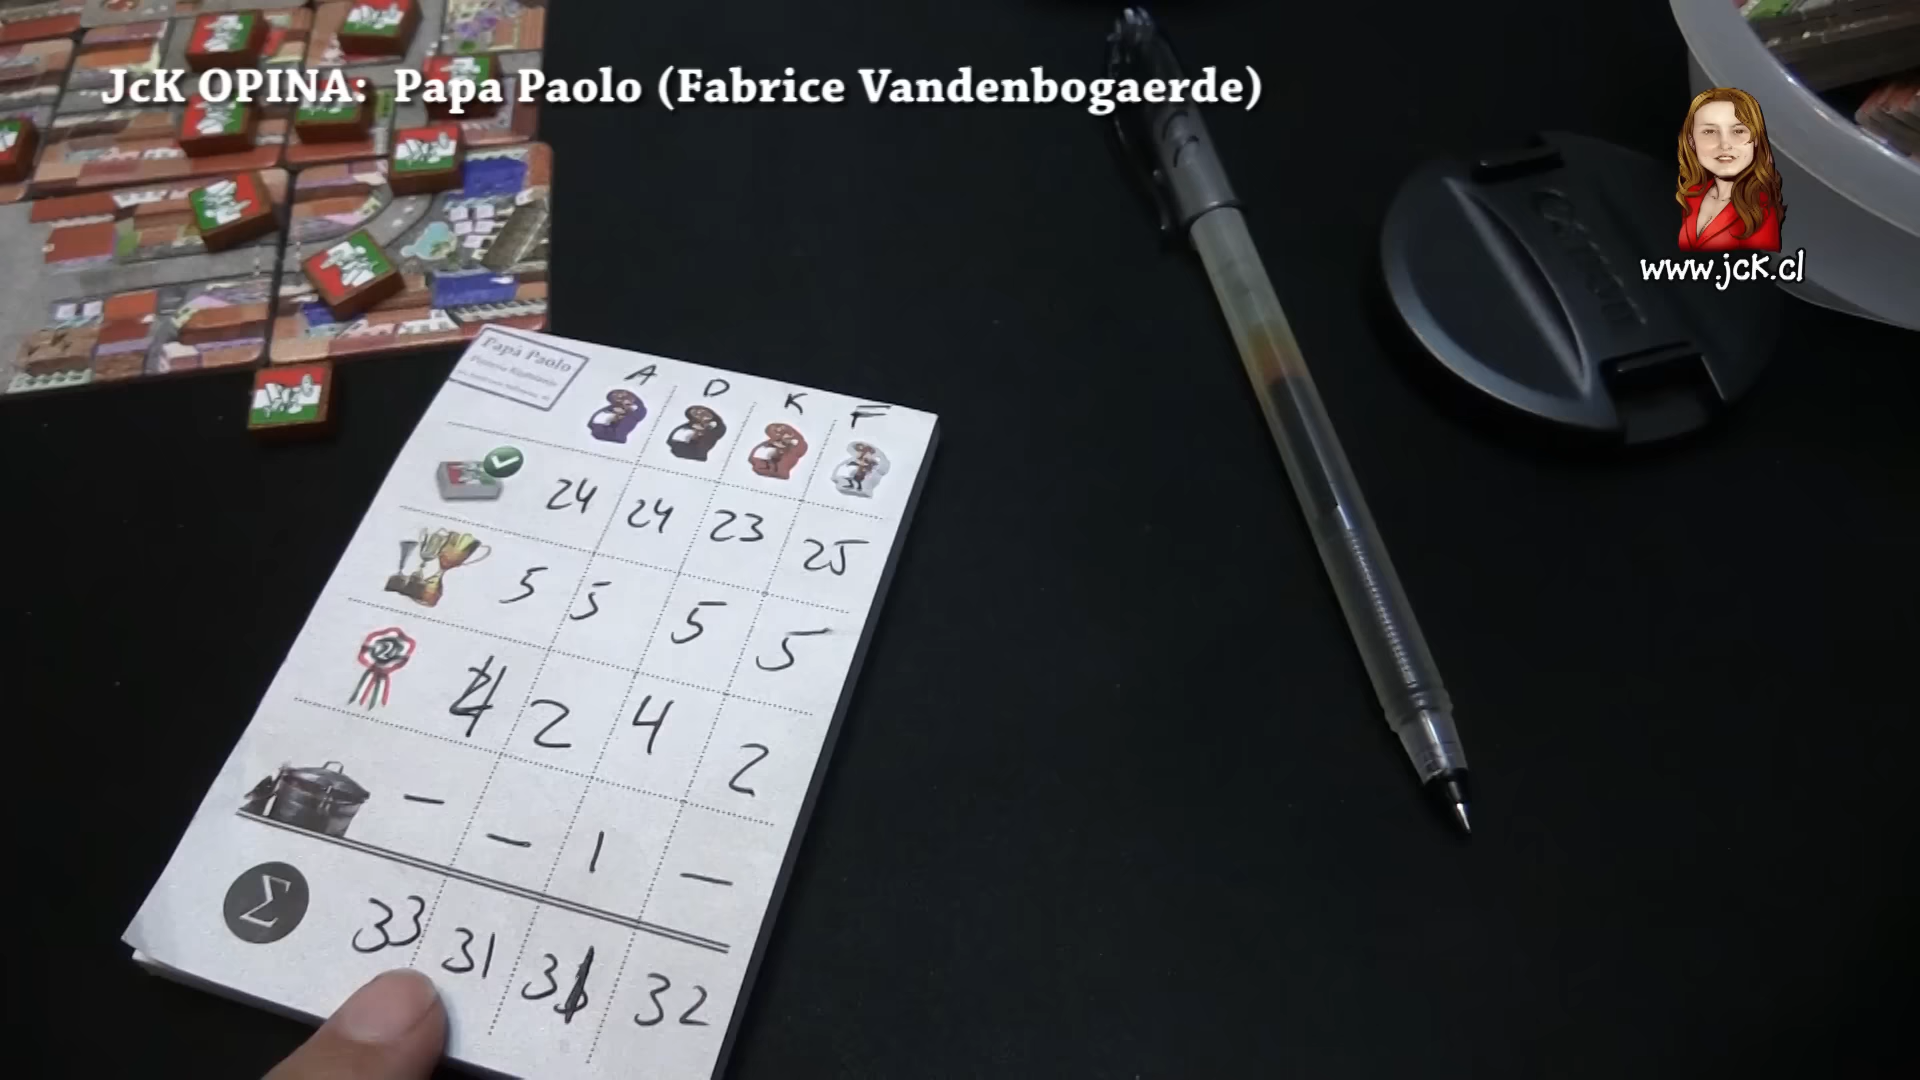 JcK OPINA: Papa Paolo (Fabrice Vandenbogaerde)
www.jcK.cl
Papà Paolo
A D K F
24 24 23 25
5 5 5 5
4 2 4 2
- - 1 -
Σ 33 31 31 32